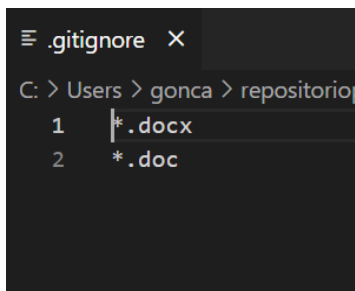 .gitignore
C: > Users > gonca > repositoriop
1 *.docx
2 *.doc